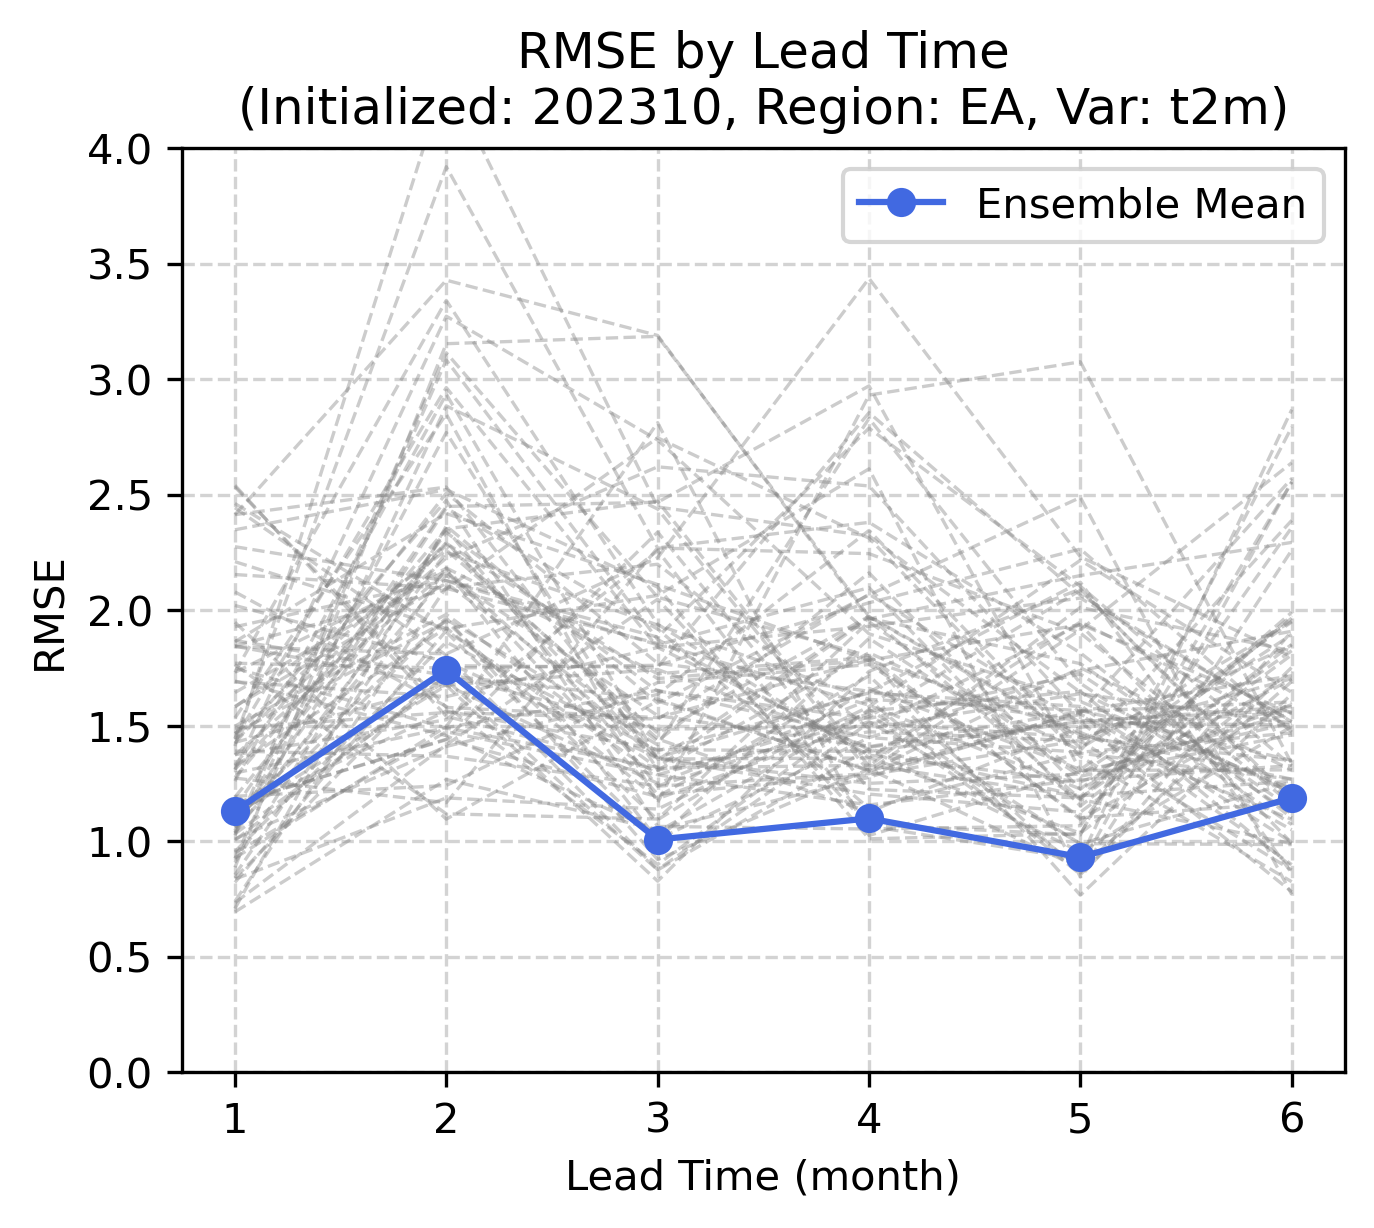 RMSE by Lead Time
(Initialized: 202310, Region: EA, Var: t2m)
Ensemble Mean
RMSE
4.0
3.5
3.0
2.5
2.0
1.5
1.0
0.5
0.0
1 2 3 4 5 6
Lead Time (month)